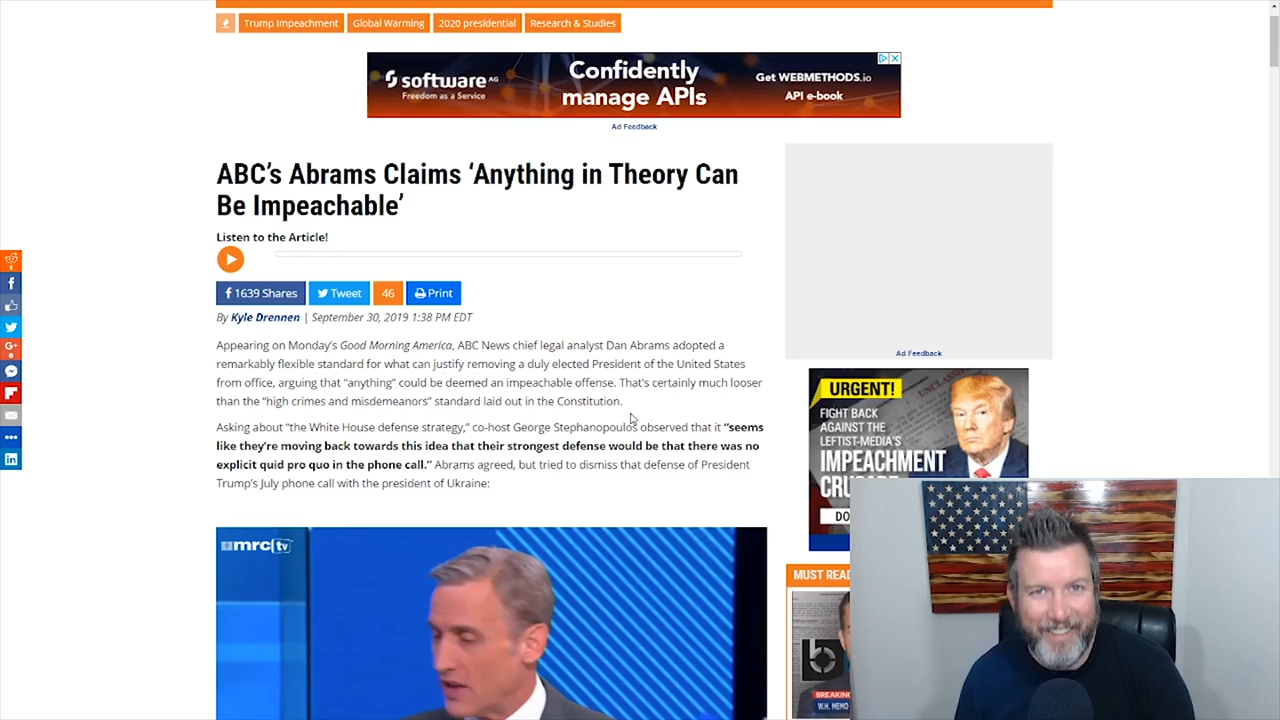 Trump Impeachment
Global Warming
2020 presidential
Research & Studies
software AG
Freedom as a Service
Confidently
manage APIs
Get WEBMETHODS.io
API e-book
Ad Feedback
ABC's Abrams Claims ‘Anything in Theory Can
Be Impeachable’
Listen to the Article!
1639 Shares
Tweet
46
Print
By Kyle Drennen | September 30, 2019 1:38 PM EDT
Appearing on Monday's Good Morning America, ABC News chief legal analyst Dan Abrams adopted a
remarkably flexible standard for what can justify removing a duly elected President of the United States
from office, arguing that “anything” could be deemed an impeachable offense. That's certainly much looser
than the “high crimes and misdemeanors” standard laid out in the Constitution.
Asking about “the White House defense strategy,” co-host George Stephanopoulos observed that it “seems
like they're moving back towards this idea that their strongest defense would be that there was no
explicit quid pro quo in the phone call.” Abrams agreed, but tried to dismiss that defense of President
Trump's July phone call with the president of Ukraine:
mrc tv
Ad Feedback
URGENT!
FIGHT BACK
AGAINST THE
LEFTIST-MEDIA'S
IMPEACHMENT
CRUS
DO
MUST READ
BREAKING
W.H. MEMO